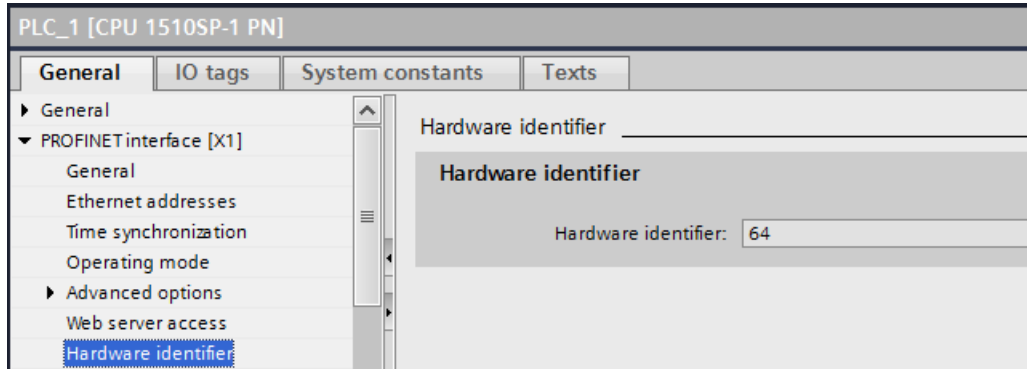 PLC_1 [CPU 1510SP-1 PN]
General IO tags System constants Texts
General
PROFINET interface [X1]
General
Ethernet addresses
Time synchronization
Operating mode
Advanced options
Web server access
Hardware identifier
Hardware identifier
Hardware identifier
Hardware identifier: 64